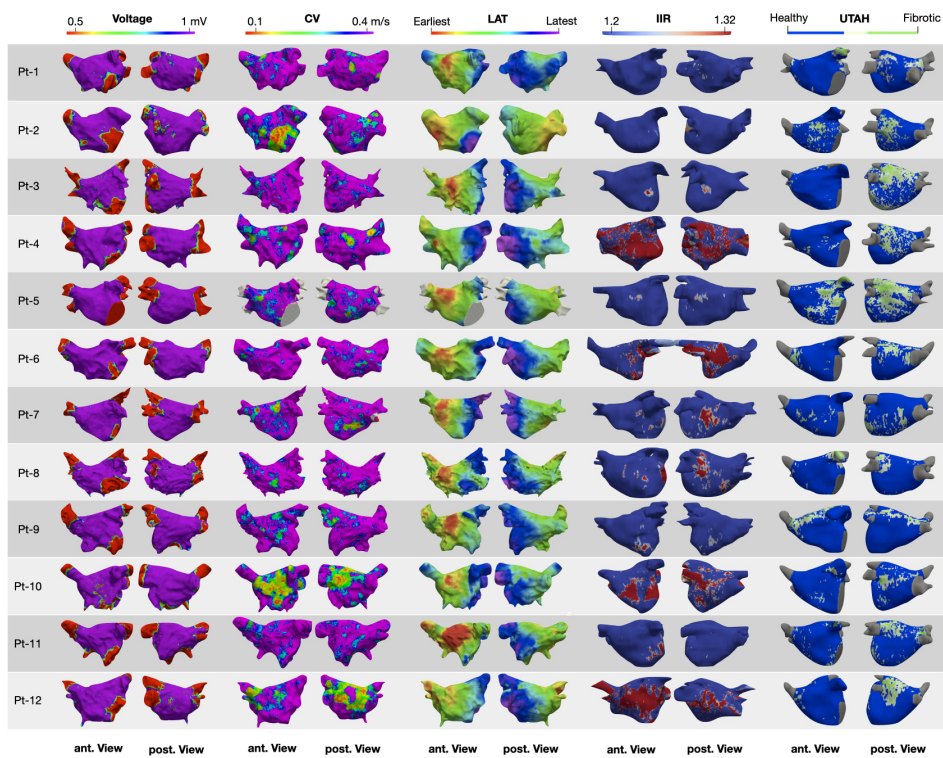 Voltage CV LAT IIR UTAH
0.5 1 mV 0.1 0.4 m/s Earliest Latest 1.2 1.32 Healthy Fibrotic
Pt-1
Pt-2
Pt-3
Pt-4
Pt-5
Pt-6
Pt-7
Pt-8
Pt-9
Pt-10
Pt-11
Pt-12
ant. View post. View ant. View post. View ant. View post. View ant. View post. View ant. View post. View